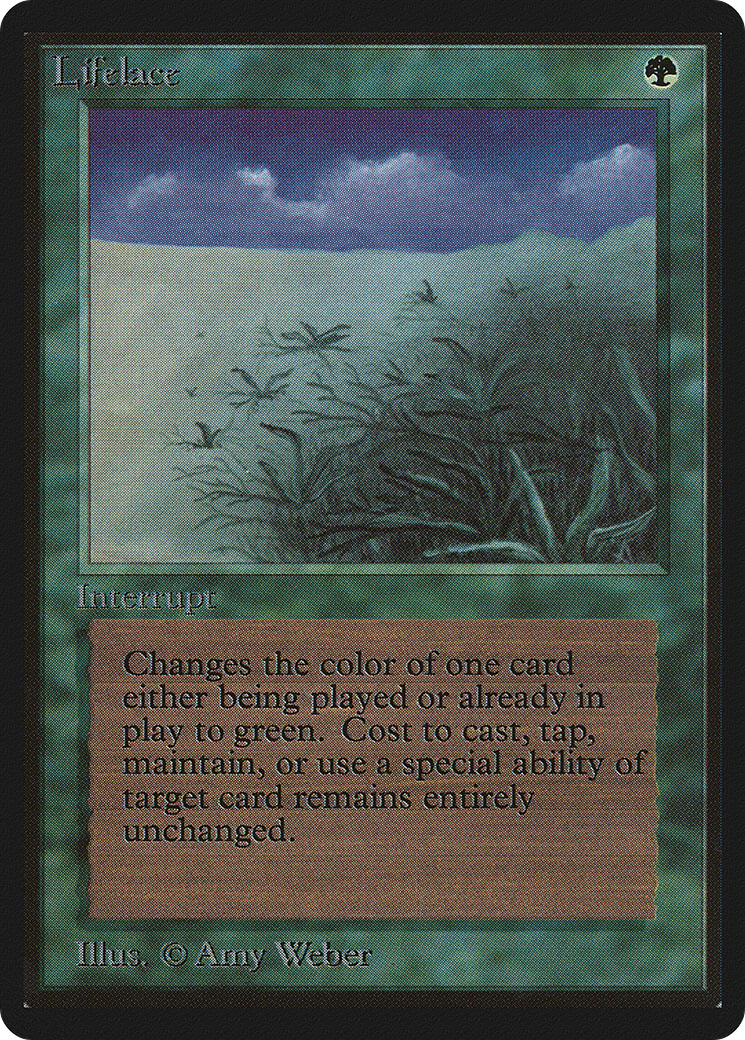 Lifelace
Interrupt
Changes the color of one card
either being played or already in
play to green. Cost to cast, tap,
maintain, or use a special ability of
target card remains entirely
unchanged.
Illus. © Amy Weber